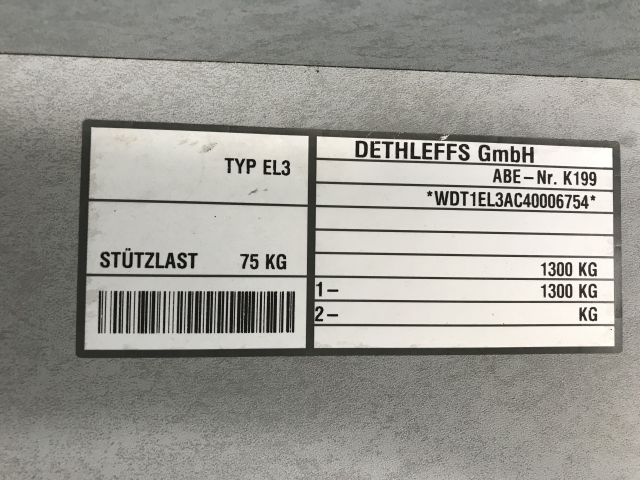 TYP EL3
STÜTZLAST 75 KG
DETHLEFFS GmbH
ABE-Nr. K199
*WDT1EL3AC40006754*
1300 KG
1- 1300 KG
2- KG